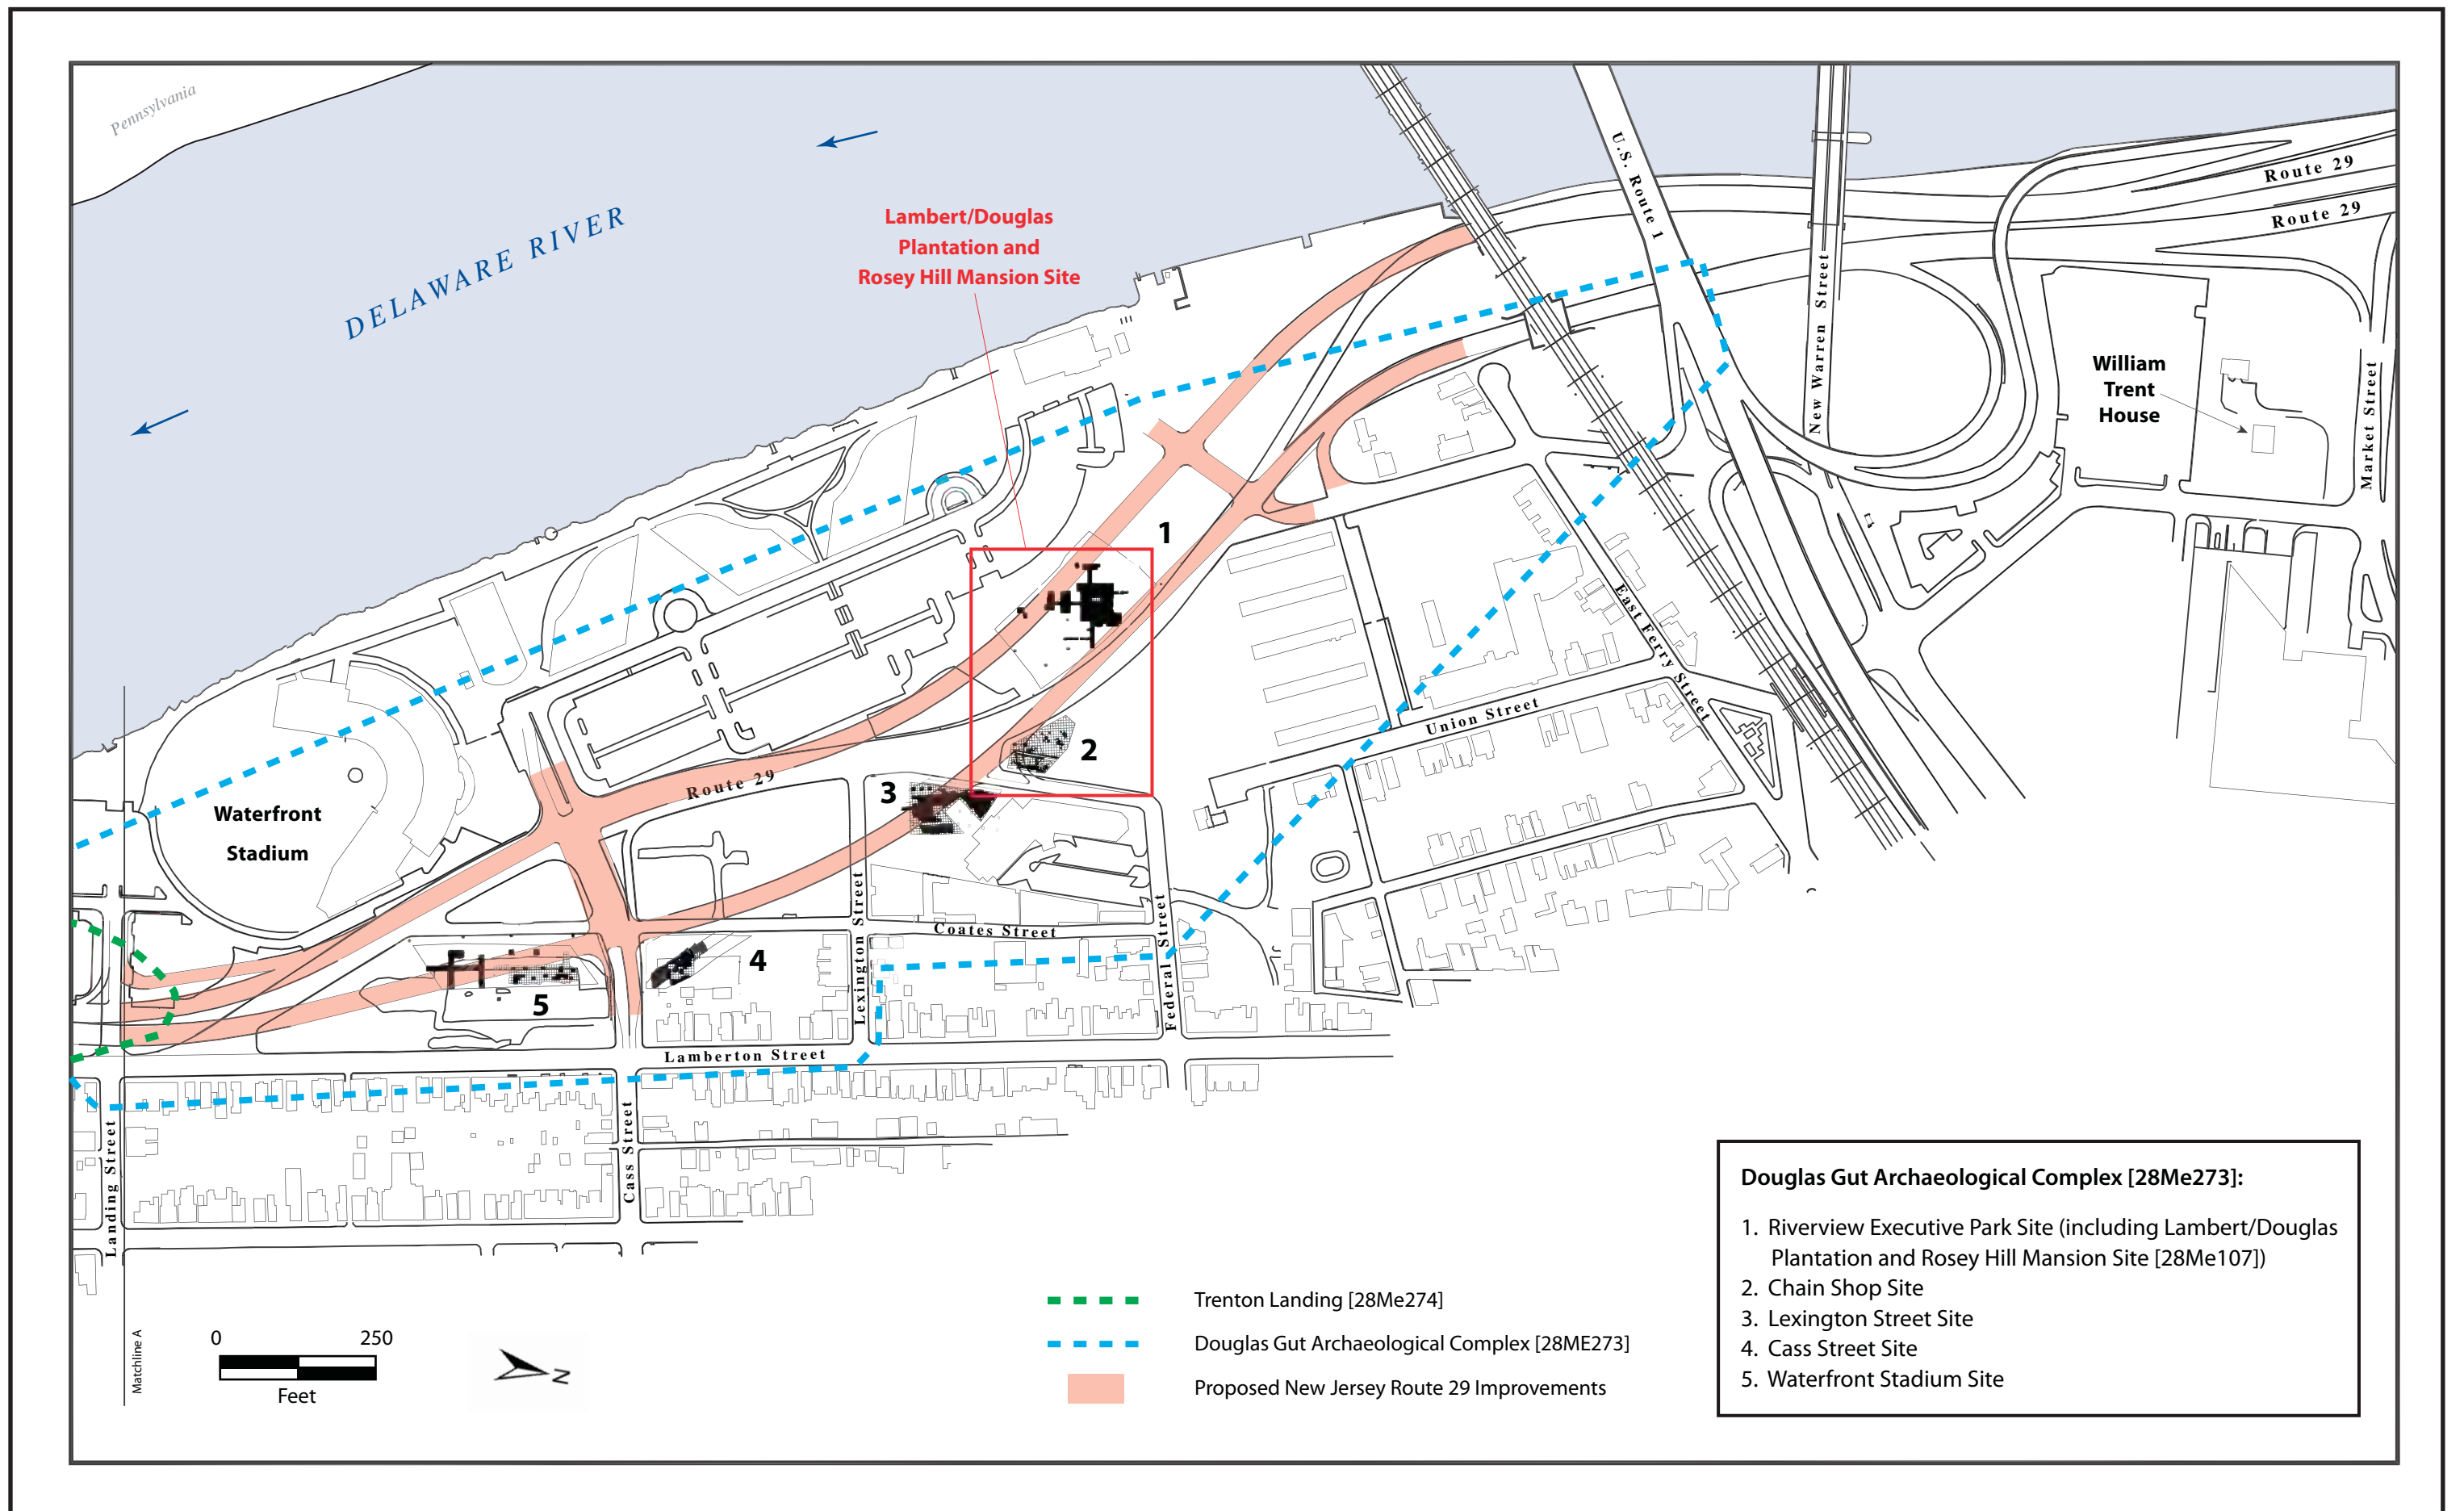 Pennsylvania
DELAWARE RIVER
Lambert/Douglas
Plantation and
Rosey Hill Mansion Site
U.S. Route 1
New Warren Street
Route 29
Route 29
William
Trent
House
Market Street
1
2
3
4
5
East Ferry Street
Union Street
Route 29
Waterfront
Stadium
Lexington Street
Coates Street
Federal Street
Lamberton Street
Landing Street
Cass Street
Matchline A
0 250
Feet
N
Trenton Landing [28Me274]
Douglas Gut Archaeological Complex [28ME273]
Proposed New Jersey Route 29 Improvements
Douglas Gut Archaeological Complex [28Me273]:
1. Riverview Executive Park Site (including Lambert/Douglas
Plantation and Rosey Hill Mansion Site [28Me107])
2. Chain Shop Site
3. Lexington Street Site
4. Cass Street Site
5. Waterfront Stadium Site